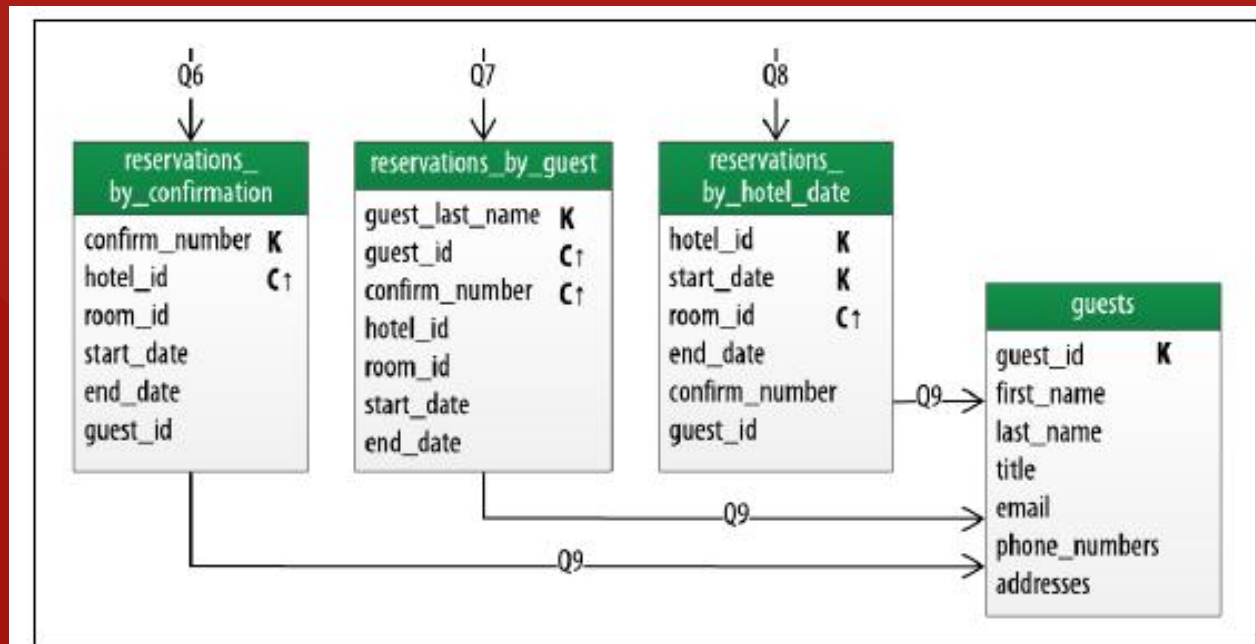 Q6
Q7
Q8
reservations_
by_confirmation
confirm_number K
hotel_id C↑
room_id
start_date
end_date
guest_id
reservations_by_guest
guest_last_name K
guest_id C↑
confirm_number C↑
hotel_id
room_id
start_date
end_date
reservations_
by_hotel_date
hotel_id K
start_date K
room_id C↑
end_date
confirm_number
guest_id
Q9
guests
guest_id K
first_name
last_name
title
email
phone_numbers
addresses
Q9
Q9